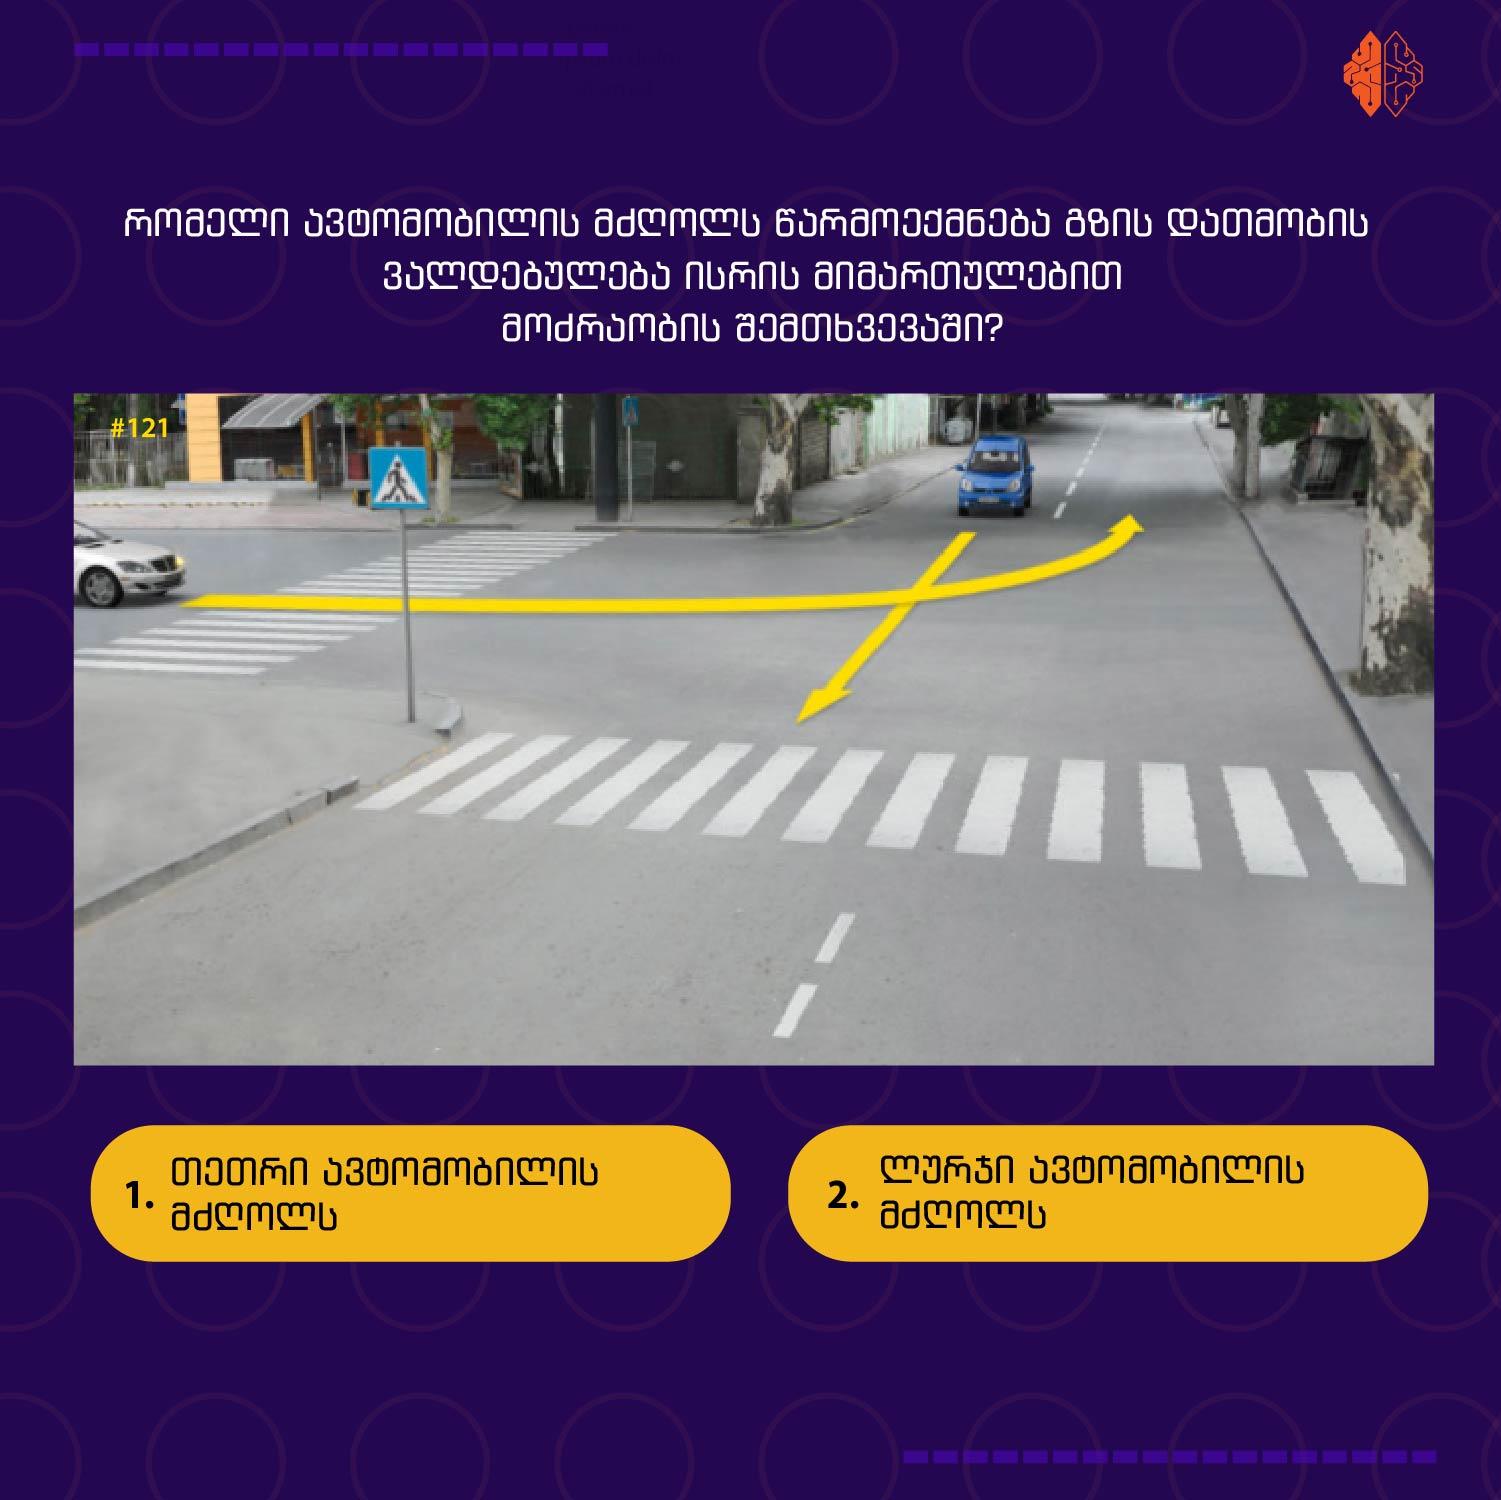 რომელი ავტომობილის მძღოლს წარმოექმნება გზის დათმობის
ვალდებულება ისრის მიმართულებით
მოძრაობის შემთხვევაში?
#121
1. თეთრი ავტომობილის
მძღოლს
2. ლურჯი ავტომობილის
მძღოლს